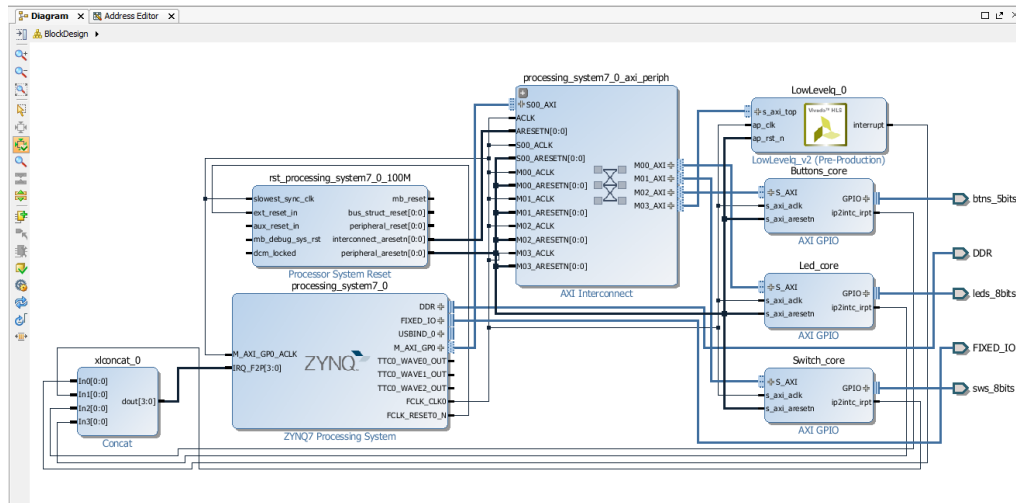 Diagram
Address Editor
BlockDesign
processing_system7_0_axi_periph
S00_AXI
ACLK
ARESETN[0:0]
S00_ACLK
S00_ARESETN[0:0]
M00_ACLK
M00_ARESETN[0:0]
M01_ACLK
M01_ARESETN[0:0]
M02_ACLK
M02_ARESETN[0:0]
M03_ACLK
M03_ARESETN[0:0]
M00_AXI
M01_AXI
M02_AXI
M03_AXI
AXI Interconnect
LowLevelq_0
s_axi_top
ap_clk
ap_rst_n
Vivado™ HLS
interrupt
LowLevelq_v2 (Pre-Production)
Buttons_core
S_AXI
s_axi_aclk
s_axi_aresetn
GPIO
ip2intc_irpt
AXI GPIO
Led_core
S_AXI
s_axi_aclk
s_axi_aresetn
GPIO
ip2intc_irpt
AXI GPIO
Switch_core
S_AXI
s_axi_aclk
s_axi_aresetn
GPIO
ip2intc_irpt
AXI GPIO
btns_5bits
DDR
leds_8bits
FIXED_IO
sws_8bits
rst_processing_system7_0_100M
slowest_sync_clk
ext_reset_in
aux_reset_in
mb_debug_sys_rst
dcm_locked
mb_reset
bus_struct_reset[0:0]
peripheral_reset[0:0]
interconnect_aresetn[0:0]
peripheral_aresetn[0:0]
Processor System Reset
processing_system7_0
M_AXI_GP0_ACLK
IRQ_F2P[3:0]
ZYNQ
DDR
FIXED_IO
USBIND_0
M_AXI_GP0
TTC0_WAVE0_OUT
TTC0_WAVE1_OUT
TTC0_WAVE2_OUT
FCLK_CLK0
FCLK_RESET0_N
ZYNQ7 Processing System
xlconcat_0
In0[0:0]
In1[0:0]
In2[0:0]
In3[0:0]
dout[3:0]
Concat